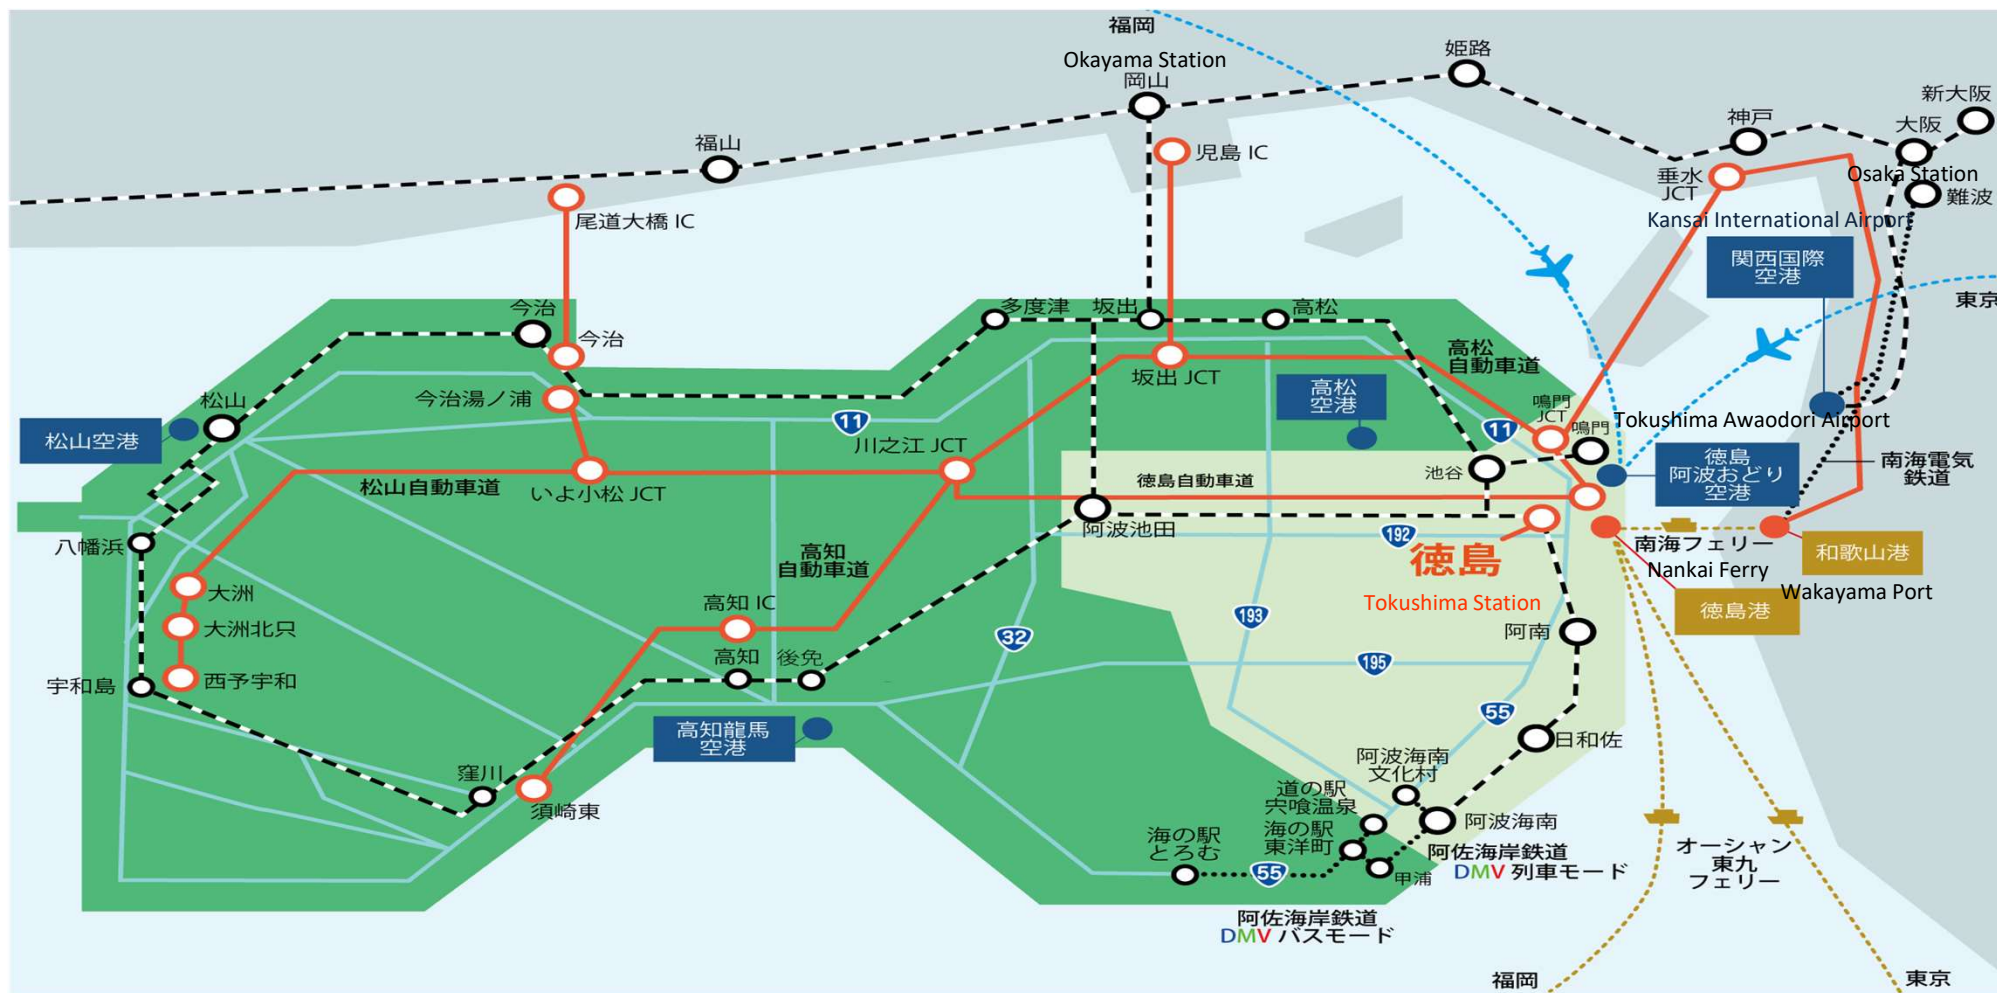 福岡
Okayama Station
岡山
姫路
新大阪
神戸
大阪
福山
児島 IC
垂水
JCT
Osaka Station
難波
尾道大橋 IC
Kansai International Airport
関西国際
空港
東京
今治
多度津
坂出
高松
今治
高松
自動車道
坂出 JCT
松山
今治湯ノ浦
高松
空港
鳴門
JCT
Tokushima Awaodori Airport
11
11
鳴門
松山空港
川之江 JCT
徳島
阿波おどり
空港
南海電気
鉄道
池谷
松山自動車道
いよ小松 JCT
徳島自動車道
阿波池田
192
八幡浜
高知
自動車道
徳島
南海フェリー
Nankai Ferry
和歌山港
Wakayama Port
大洲
高知 IC
Tokushima Station
徳島港
193
大洲北只
32
阿南
高知
後免
195
宇和島
西予宇和
55
高知龍馬
空港
日和佐
阿波海南
文化村
窪川
道の駅
宍喰温泉
須崎東
海の駅
東洋町
阿波海南
海の駅
とろむ
阿佐海岸鉄道
DMV 列車モード
オーシャン
東九
フェリー
55
甲浦
阿佐海岸鉄道
DMV バスモード
福岡
東京